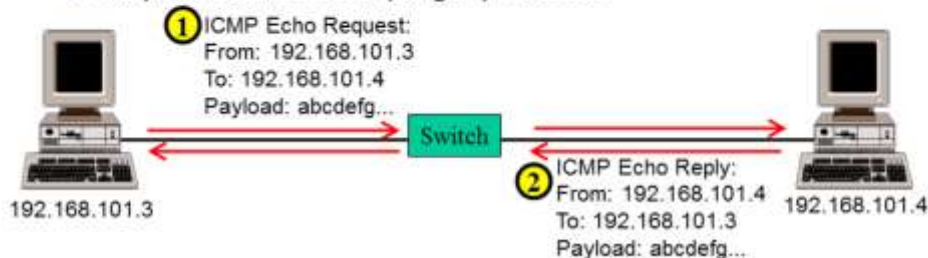 1
ICMP Echo Request:
From: 192.168.101.3
To: 192.168.101.4
Payload: abcdefg...
Switch
192.168.101.3
2
ICMP Echo Reply:
From: 192.168.101.4
To: 192.168.101.3
Payload: abcdefg...
192.168.101.4